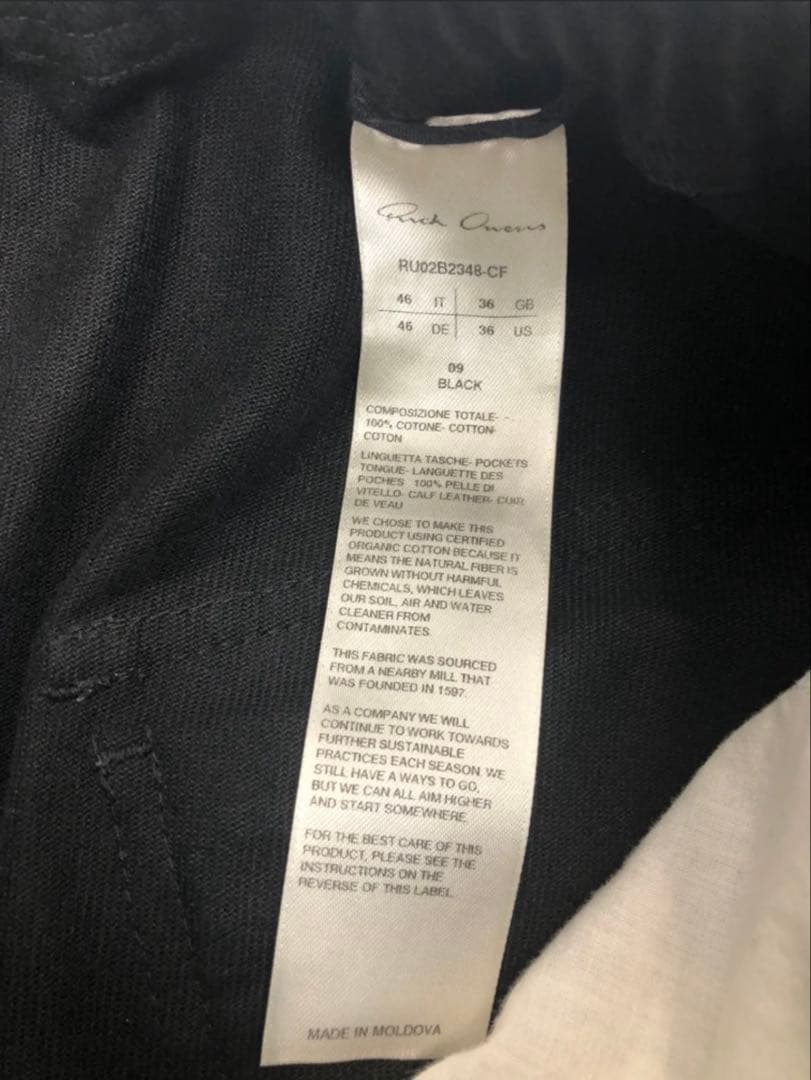 Rick Owens
RU02B2348-CF
46 IT 36 GB
46 DE 36 US
09
BLACK
COMPOSIZIONE TOTALE- -.
100% COTONE- COTTON-
COTON
LINGUETTA TASCHE- POCKETS
TONGUE- LANGUETTE DES
POCHES 100% PELLE DI
VITELLO- CALF LEATHER- CUIR
DE VEAU
WE CHOSE TO MAKE THIS
PRODUCT USING CERTIFIED
ORGANIC COTTON BECAUSE IT
MEANS THE NATURAL FIBER IS
GROWN WITHOUT HARMFUL
CHEMICALS, WHICH LEAVES
OUR SOIL, AIR AND WATER
CLEANER FROM
CONTAMINATES.
THIS FABRIC WAS SOURCED
FROM A NEARBY MILL THAT
WAS FOUNDED IN 1597.
AS A COMPANY WE WILL
CONTINUE TO WORK TOWARDS
FURTHER SUSTAINABLE
PRACTICES EACH SEASON. WE
STILL HAVE A WAYS TO GO,
BUT WE CAN ALL AIM HIGHER
AND START SOMEWHERE.
FOR THE BEST CARE OF THIS
PRODUCT, PLEASE SEE THE
INSTRUCTIONS ON THE
REVERSE OF THIS LABEL.
MADE IN MOLDOVA